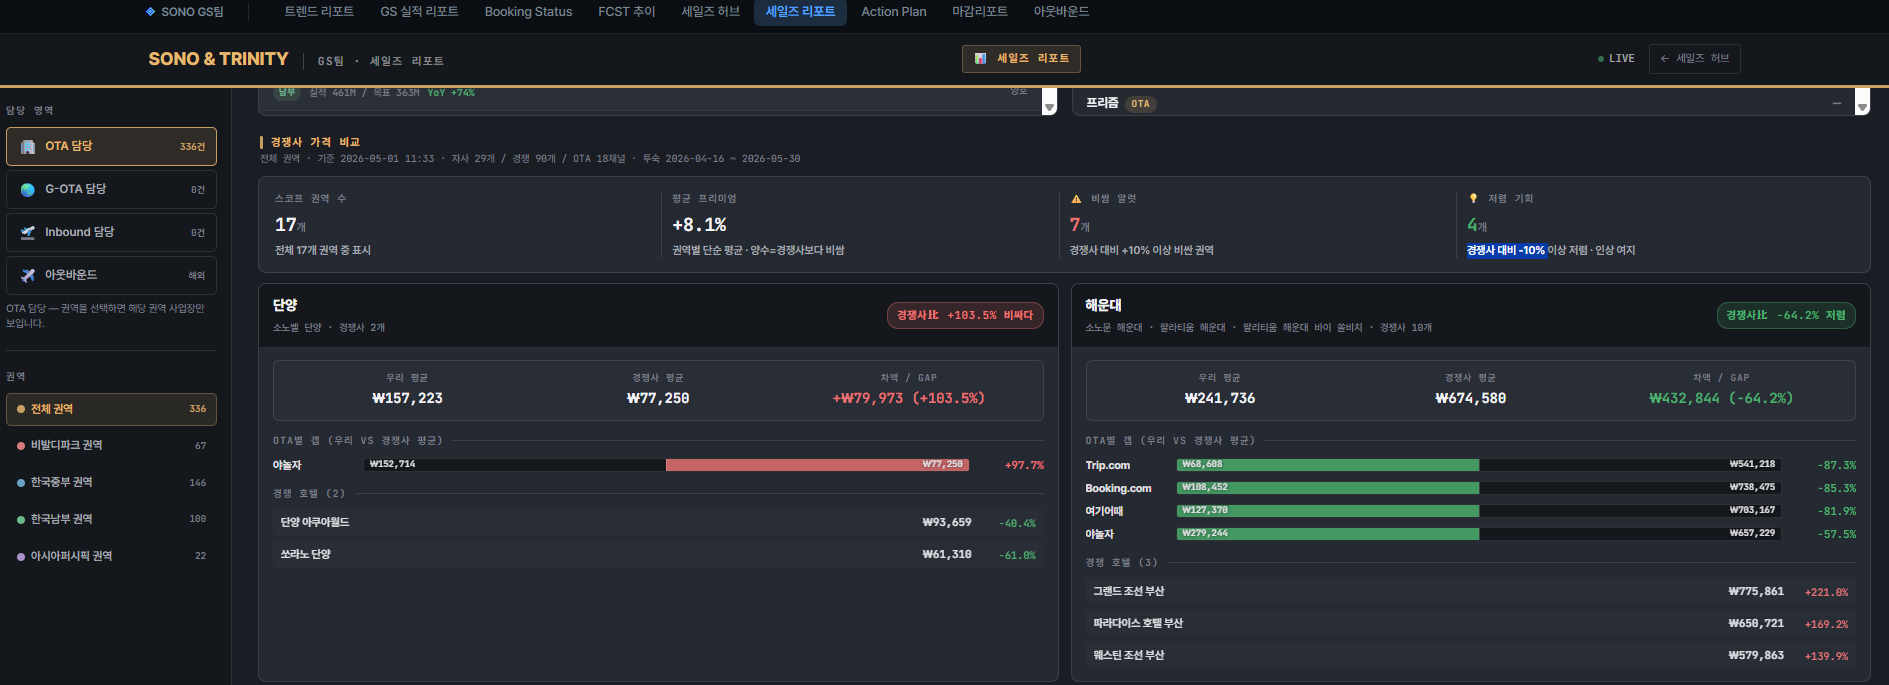 SONO GS팀 트렌드 리포트 GS 실적 리포트 Booking Status FCST 추이 세일즈 허브 세일즈 리포트 Action Plan 마감리포트 아웃바운드
SONO & TRINITY GS팀 · 세일즈 리포트 세일즈 리포트 LIVE ← 세일즈 허브
담당 영역
OTA 담당 336건
G-OTA 담당 0건
Inbound 담당 0건
아웃바운드 해외
OTA 담당 — 권역을 선택하면 해당 권역 사업장만
보입니다.
권역
전체 권역 336
비발디파크 권역 67
한국중부 권역 146
한국남부 권역 100
아시아퍼시픽 권역 22
남부 실적 461M / 목표 363M YoY +74% 양호
프리즘 OTA —
경쟁사 가격 비교
전체 권역 · 기준 2026-05-01 11:33 · 자사 29개 / 경쟁 90개 / OTA 18채널 · 투숙 2026-04-16 ~ 2026-05-30
스코프 권역 수
17개
전체 17개 권역 중 표시
평균 프리미엄
+8.1%
권역별 단순 평균 · 양수=경쟁사보다 비쌈
비쌈 알럿
7개
경쟁사 대비 +10% 이상 비싼 권역
저렴 기회
4개
경쟁사 대비 -10% 이상 저렴 · 인상 여지
단양
소노벨 단양 · 경쟁사 2개
경쟁사比 +103.5% 비싸다
우리 평균 경쟁사 평균 차액 / GAP
₩157,223 ₩77,250 +₩79,973 (+103.5%)
OTA별 갭 (우리 VS 경쟁사 평균)
야놀자 ₩152,714 ₩77,250 +97.7%
경쟁 호텔 (2)
단양 아쿠아월드 ₩93,659 -40.4%
쏘라노 단양 ₩61,310 -61.0%
해운대
소노문 해운대 · 팔라티움 해운대 · 팔리티움 해운대 바이 쏠비치 · 경쟁사 10개
경쟁사比 -64.2% 저렴
우리 평균 경쟁사 평균 차액 / GAP
₩241,736 ₩674,580 ₩432,844 (-64.2%)
OTA별 갭 (우리 VS 경쟁사 평균)
Trip.com ₩68,608 ₩541,218 -87.3%
Booking.com ₩108,452 ₩738,475 -85.3%
여기어때 ₩127,370 ₩703,167 -81.9%
야놀자 ₩279,244 ₩657,229 -57.5%
경쟁 호텔 (3)
그랜드 조선 부산 ₩775,861 +221.0%
파라다이스 호텔 부산 ₩650,721 +169.2%
웨스틴 조선 부산 ₩579,863 +139.9%